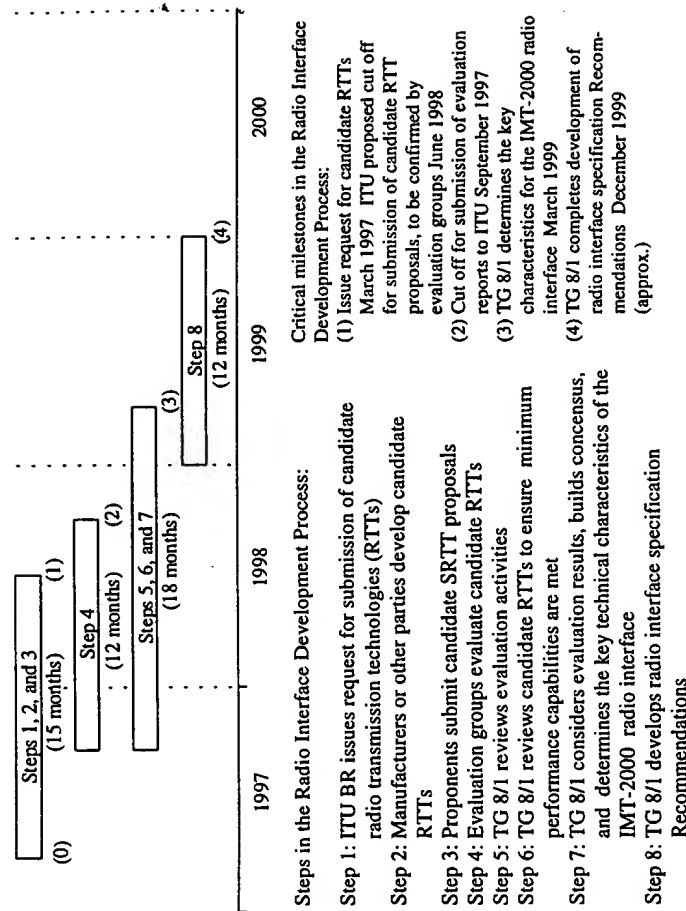 Steps 1, 2, and 3
(0)
(15 months)
(1)
Step 4
(12 months)
(2)
Steps 5, 6, and 7
(18 months)
(3)
Step 8
(12 months)
(4)
1997
1998
1999
2000
Steps in the Radio Interface Development Process:
Step 1: ITU BR issues request for submission of candidate
radio transmission technologies (RTTs)
Step 2: Manufacturers or other parties develop candidate
RTTs
Step 3: Proponents submit candidate SRTT proposals
Step 4: Evaluation groups evaluate candidate RTTs
Step 5: TG 8/1 reviews evaluation activities
Step 6: TG 8/1 reviews candidate RTTs to ensure minimum
performance capabilities are met
Step 7: TG 8/1 considers evaluation results, builds concensus,
and determines the key technical characteristics of the
IMT-2000 radio interface
Step 8: TG 8/1 develops radio interface specification
Recommendations
Critical milestones in the Radio Interface
Development Process:
(1) Issue request for candidate RTTs
March 1997 ITU proposed cut off
for submission of candidate RTT
proposals, to be confirmed by
evaluation groups June 1998
(2) Cut off for submission of evaluation
reports to ITU September 1997
(3) TG 8/1 determines the key
characteristics for the IMT-2000 radio
interface March 1999
(4) TG 8/1 completes development of
radio interface specification Recom-
mendations December 1999
(approx.)